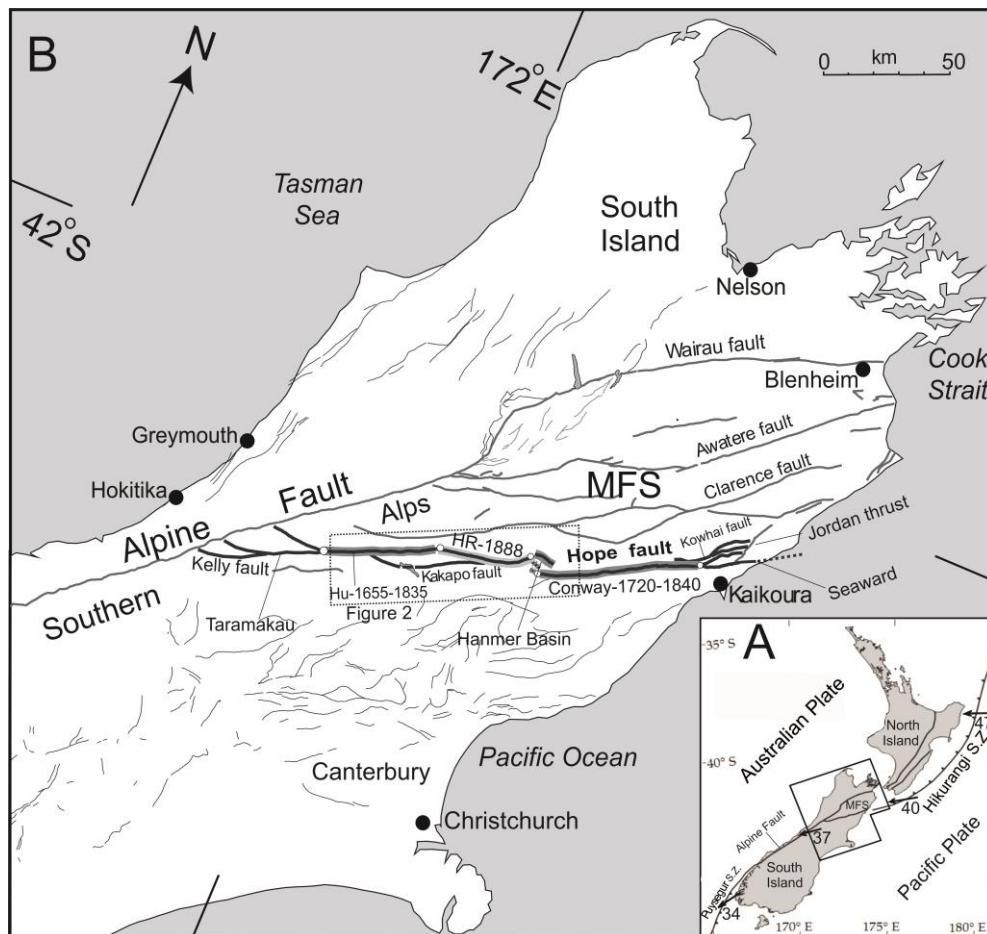 B
N
172°E
0 km 50
Tasman
Sea
42°S
South
Island
Nelson
Wairau fault
Cook
Strait
Blenheim
Greymouth
Awatere fault
Hokitika
MFS
Clarence fault
Alpine Fault
Alps
Jordan thrust
HR-1888
Hope fault
Kowhai fault
Kelly fault
Kakapo fault
Hu-1655-1835
Conway-1720-1840
Seaward
Southern
Figure 2
Kaikoura
Taramakau
Hanmer Basin
Pacific Ocean
Canterbury
Christchurch
A
-35° S
Australian Plate
North
Island
47
-40° S
Hikurangi S.Z.
MFS
40
37
Alpine Fault
Pacific Plate
South
Island
Puysegur S.Z.
34
170° E
175° E
180° E